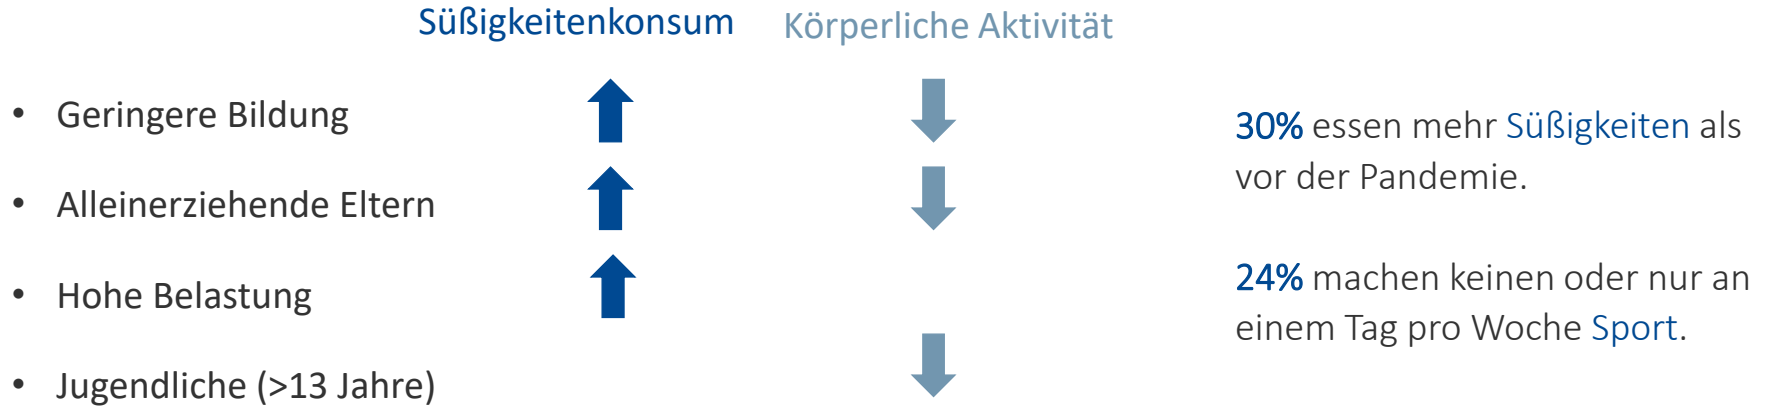 Süßigkeitenkonsum Körperliche Aktivität
• Geringere Bildung
• Alleinerziehende Eltern
• Hohe Belastung
• Jugendliche (>13 Jahre)
30% essen mehr Süßigkeiten als
vor der Pandemie.
24% machen keinen oder nur an
einem Tag pro Woche Sport.